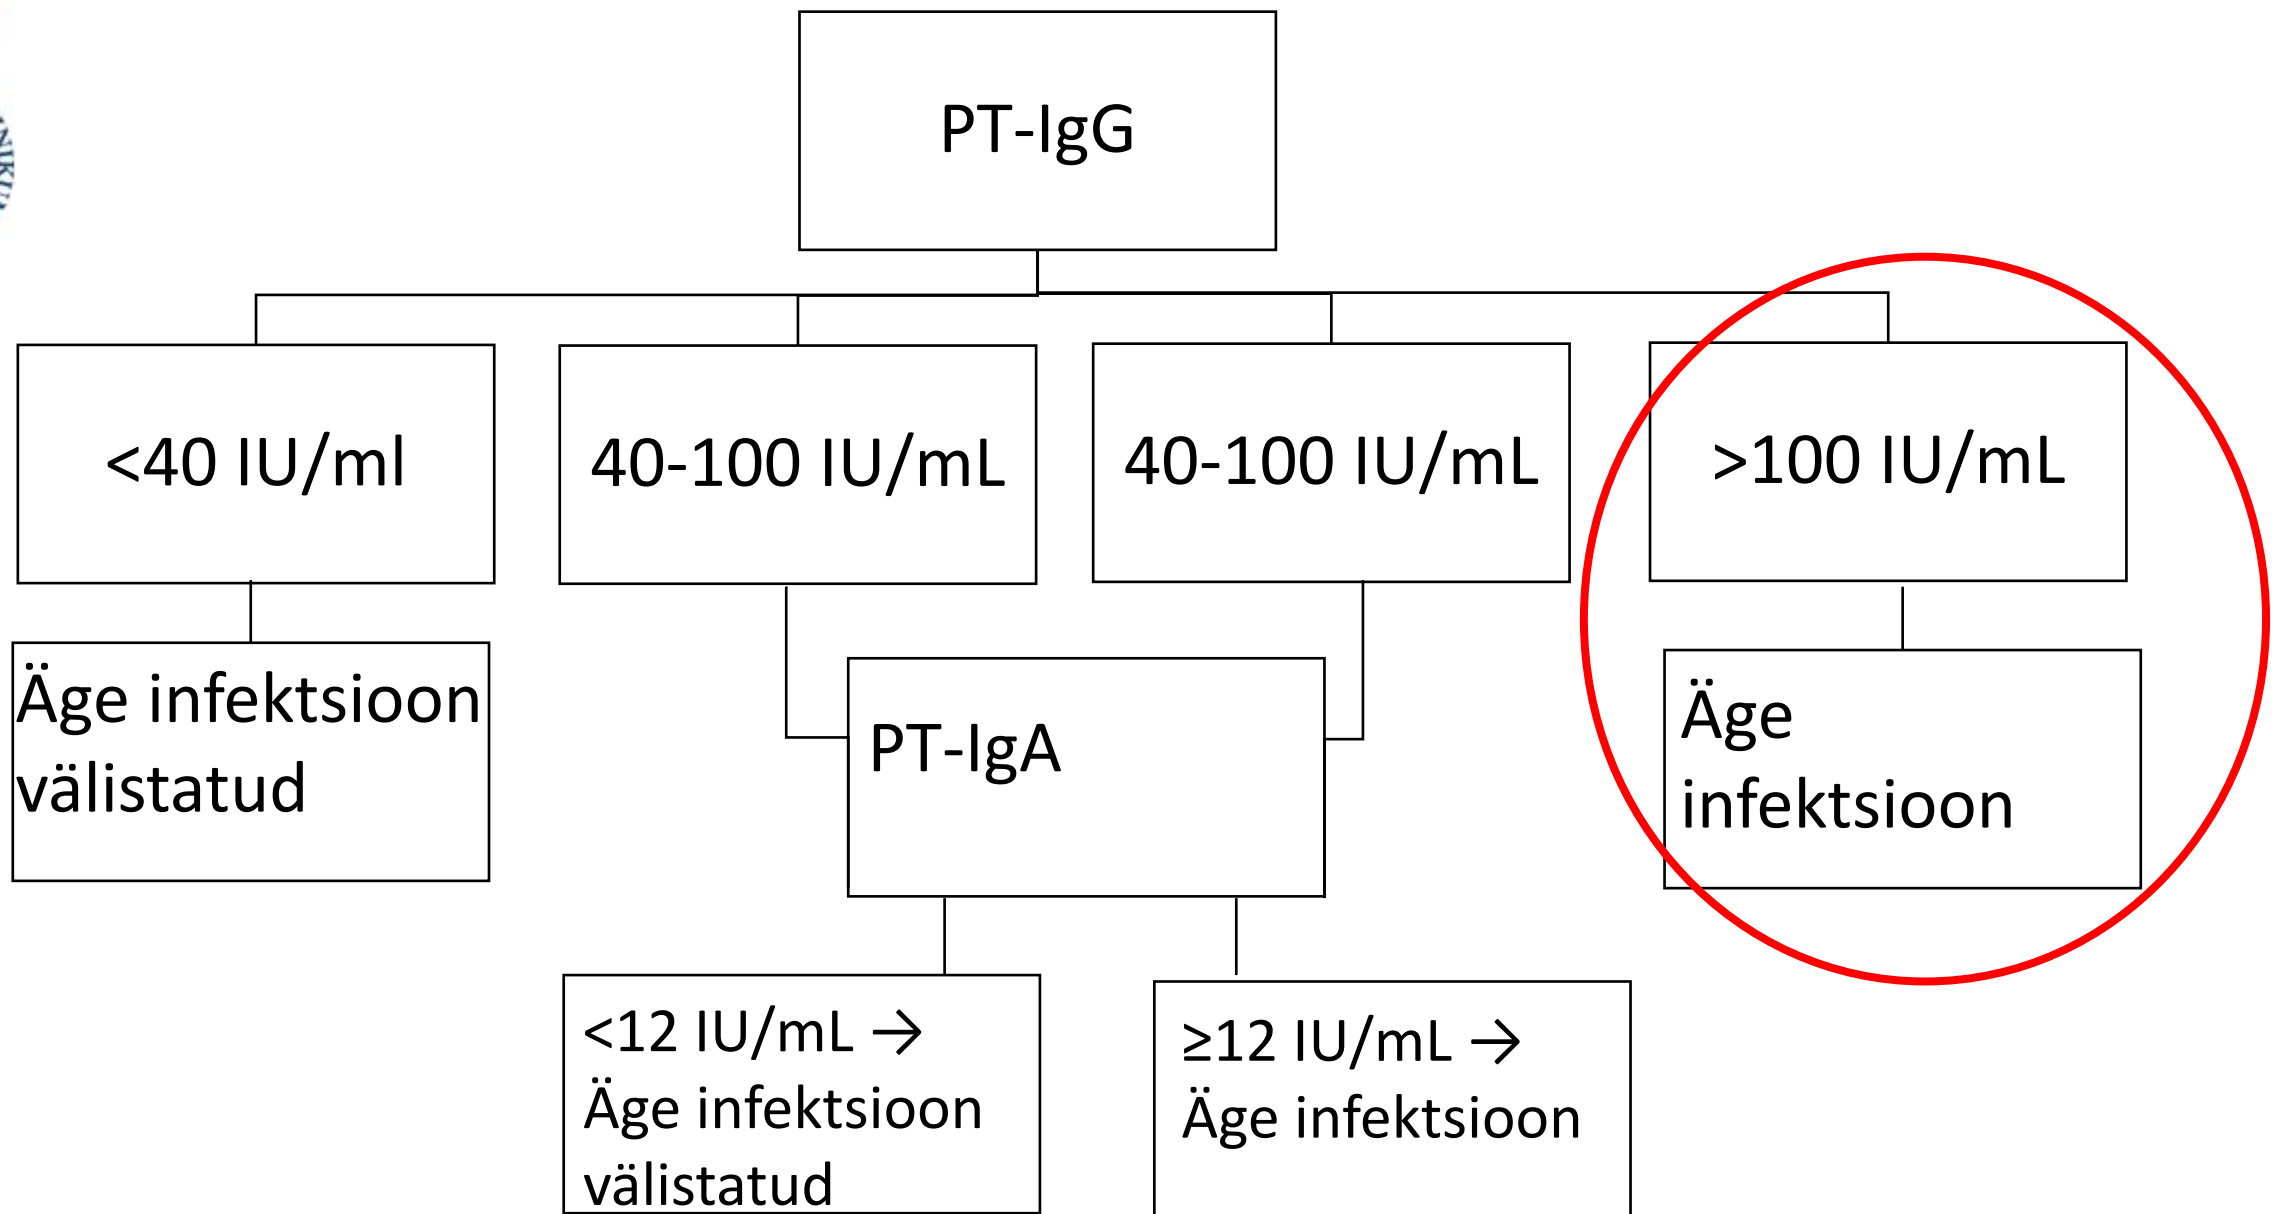 PT-IgG
<40 IU/ml
40-100 IU/mL
40-100 IU/mL
>100 IU/mL
Äge infektsioon
välistatud
PT-IgA
Äge
infektsioon
<12 IU/mL →
Äge infektsioon
välistatud
≥12 IU/mL →
Äge infektsioon